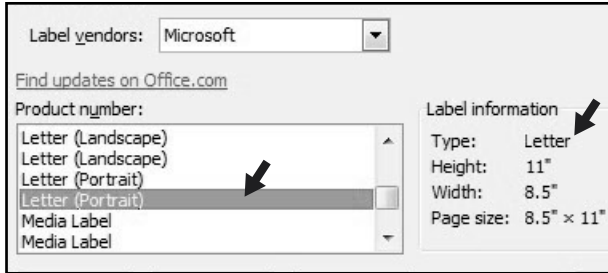 Label vendors: Microsoft
Find updates on Office.com
Product number:
Letter (Landscape)
Letter (Landscape)
Letter (Portrait)
Letter (Portrait)
Media Label
Media Label
Label information
Type: Letter
Height: 11"
Width: 8.5"
Page size: 8.5" × 11"